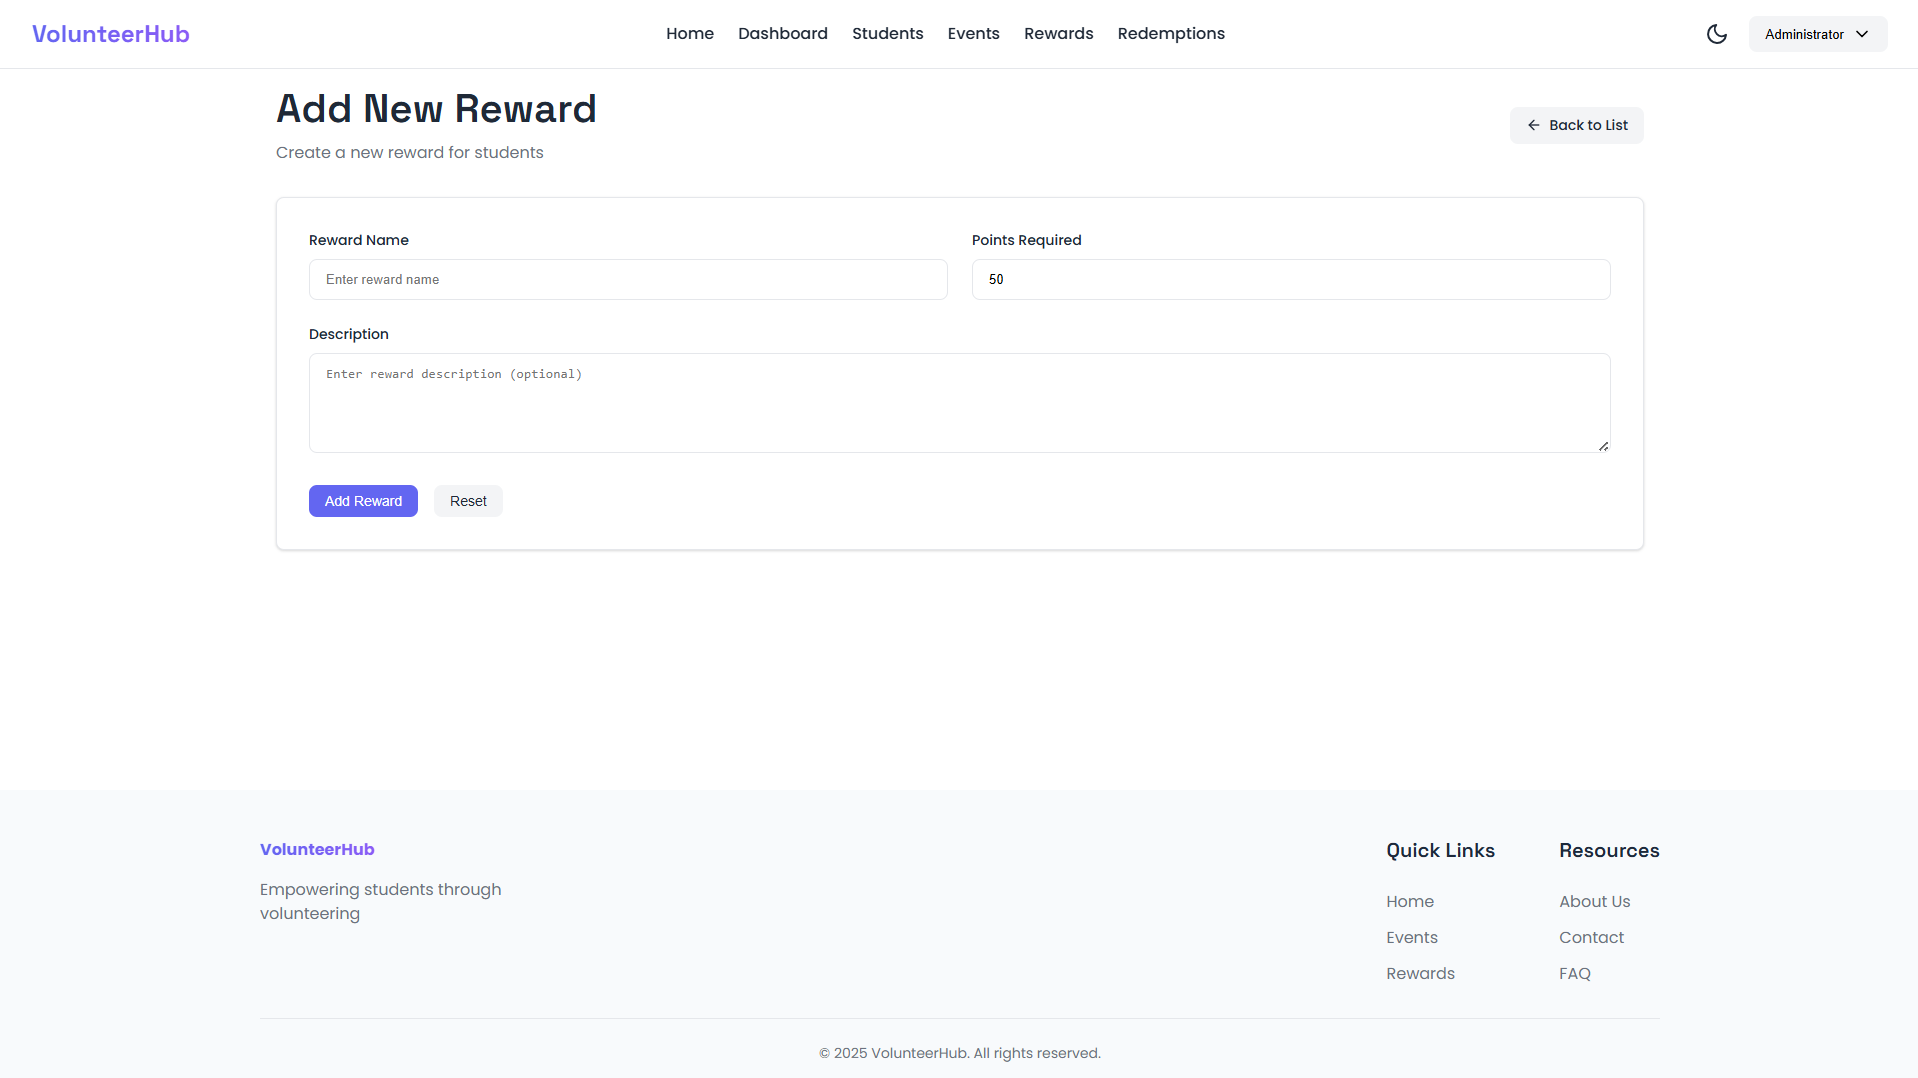 VolunteerHub
Home Dashboard Students Events Rewards Redemptions
Administrator
Add New Reward
Create a new reward for students
Back to List
Reward Name
Enter reward name
Points Required
50
Description
Enter reward description (optional)
Add Reward
Reset
VolunteerHub
Empowering students through
volunteering
Quick Links
Home
Events
Rewards
Resources
About Us
Contact
FAQ
© 2025 VolunteerHub. All rights reserved.